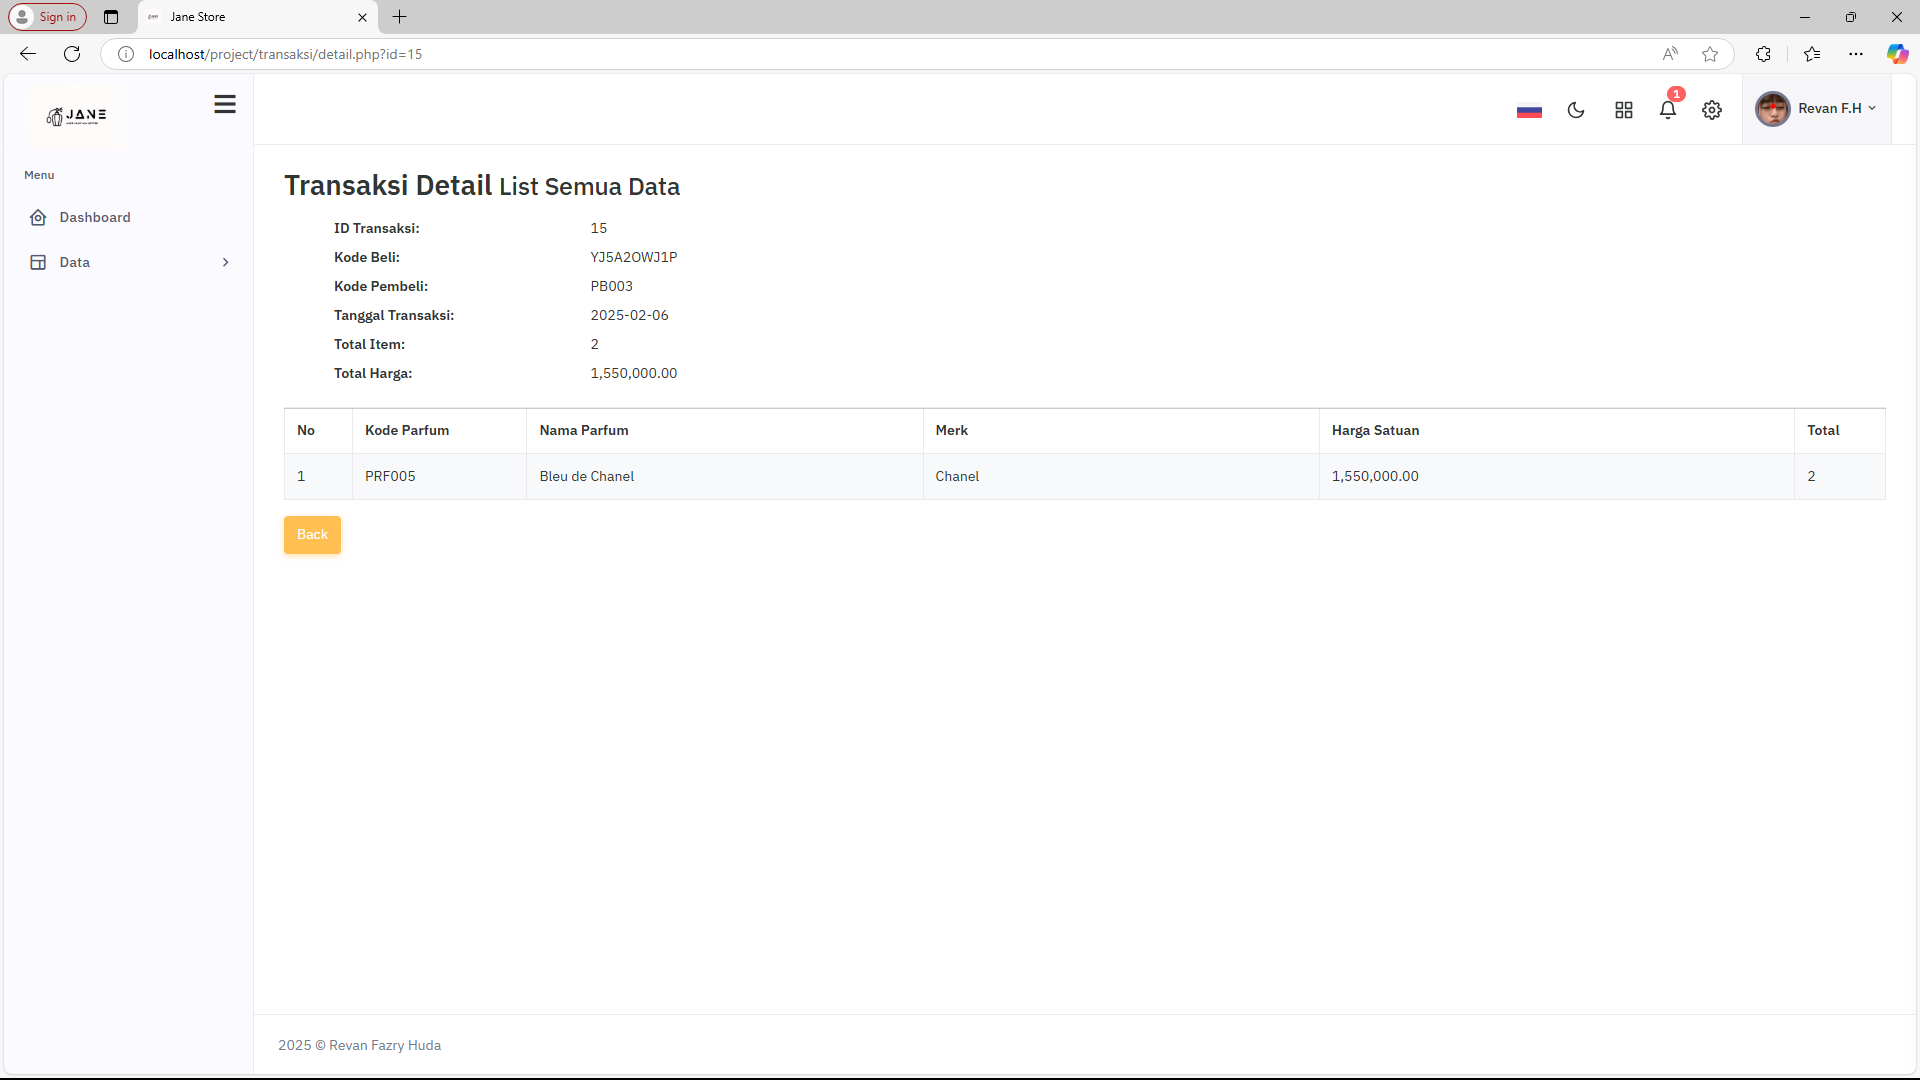 Sign in
Jane Store
localhost/project/transaksi/detail.php?id=15
JANE
1
Revan F.H
Menu
Dashboard
Data
Transaksi Detail List Semua Data
ID Transaksi: 15
Kode Beli: YJ5A2OWJ1P
Kode Pembeli: PB003
Tanggal Transaksi: 2025-02-06
Total Item: 2
Total Harga: 1,550,000.00
No Kode Parfum Nama Parfum Merk Harga Satuan Total
1 PRF005 Bleu de Chanel Chanel 1,550,000.00 2
Back
2025 © Revan Fazry Huda